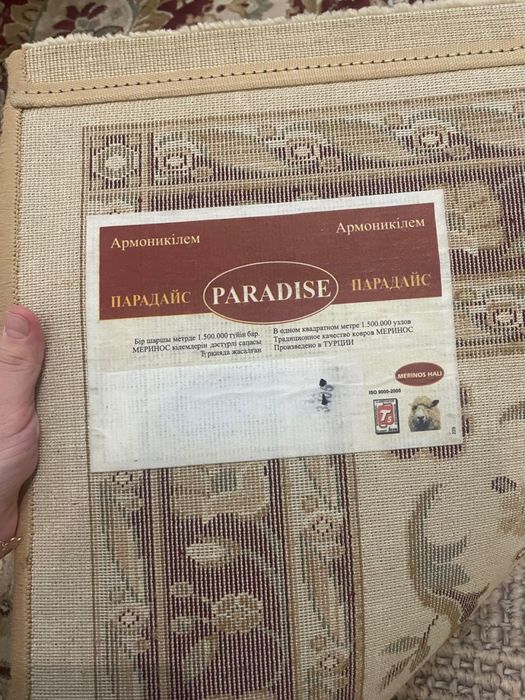 Армоникілем
Армоникілем
ПАРАДАЙС
PARADISE
ПАРАДАЙС
Бір шаршы метрде 1.500.000 түйін бар.
МЕРИНОС кілемдерін дәстүрлі сапасы
Түркияда жасалған
В одном квадратном метре 1.500.000 узлов
Традиционное качество ковров МЕРИНОС
Произведено в ТУРЦИИ
MERINOS HALI
ISO 9000-2000